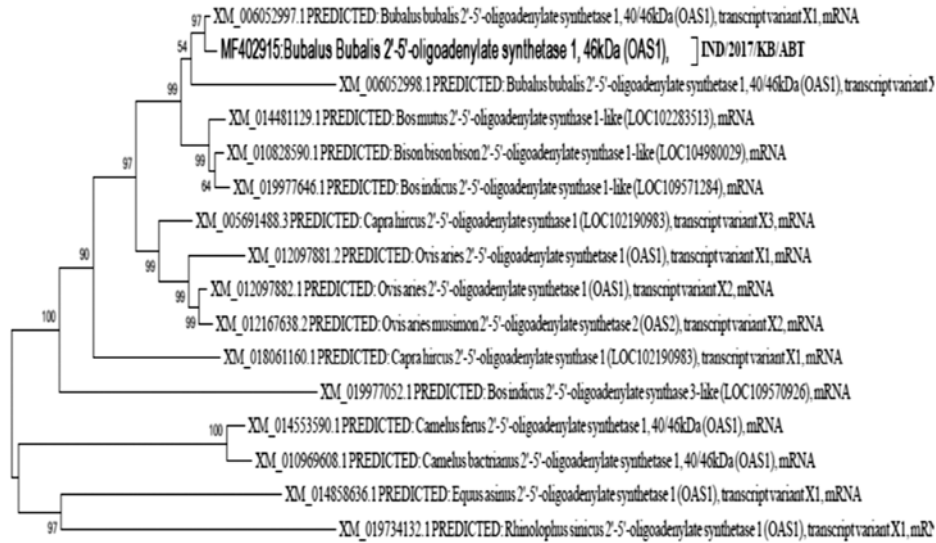 XM_006052997.1 PREDICTED: Bubalus bubalis 2'-5'-oligoadenylate synthetase 1, 40/46kDa (OAS1), transcript variant X1, mRNA
97
MF402915:Bubalus Bubalis 2'-5'-oligoadenylate synthetase 1, 46kDa (OAS1), IND/2017/KB/ABT
54
XM_006052998.1 PREDICTED: Bubalus bubalis 2'-5'-oligoadenylate synthetase 1, 40/46kDa (OAS1), transcript variant
99
XM_014481129.1 PREDICTED: Bos mutus 2'-5'-oligoadenylate synthase 1-like (LOC102283513), mRNA
XM_010828590.1 PREDICTED: Bison bison bison 2'-5'-oligoadenylate synthase 1-like (LOC104980029), mRNA
97
99
64
XM_019977646.1 PREDICTED: Bos indicus 2'-5'-oligoadenylate synthase 1-like (LOC109571284), mRNA
XM_005691488.3 PREDICTED: Capra hircus 2'-5'-oligoadenylate synthase 1 (LOC102190983), transcript variant X3, mRNA
90
99
XM_012097881.2 PREDICTED: Ovis aries 2'-5'-oligoadenylate synthetase 1 (OAS1), transcript variant X1, mRNA
XM_012097882.1 PREDICTED: Ovis aries 2'-5'-oligoadenylate synthetase 1 (OAS1), transcript variant X2, mRNA
99
100
99
XM_012167638.2 PREDICTED: Ovis aries musimon 2'-5'-oligoadenylate synthetase 2 (OAS2), transcript variant X2, mRNA
XM_018061160.1 PREDICTED: Capra hircus 2'-5'-oligoadenylate synthase 1 (LOC102190983), transcript variant X1, mRNA
XM_019977052.1 PREDICTED: Bos indicus 2'-5'-oligoadenylate synthase 3-like (LOC109570926), mRNA
XM_014553590.1 PREDICTED: Camelus ferus 2'-5'-oligoadenylate synthetase 1, 40/46kDa (OAS1), mRNA
100
XM_010969608.1 PREDICTED: Camelus bactrianus 2'-5'-oligoadenylate synthetase 1, 40/46kDa (OAS1), mRNA
XM_014858636.1 PREDICTED: Equus asinus 2'-5'-oligoadenylate synthetase 1 (OAS1), transcript variant X1, mRNA
97
XM_019734132.1 PREDICTED: Rhinolophus sinicus 2'-5'-oligoadenylate synthetase 1 (OAS1), transcript variant X1,